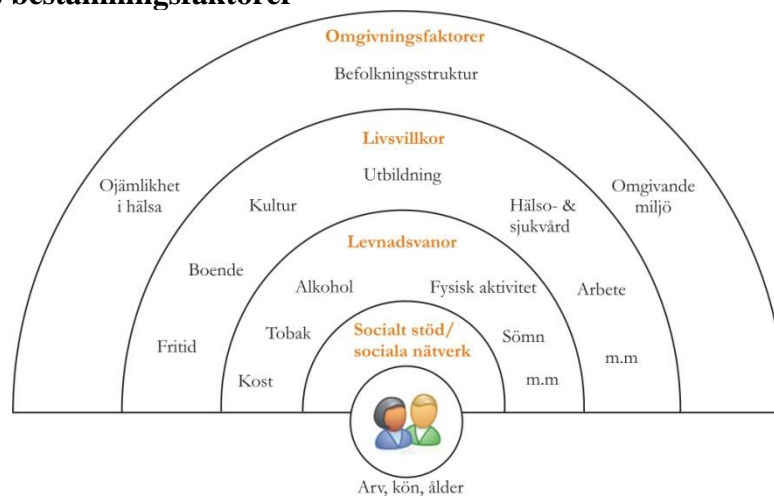 bestämningsfaktorer
Omgivningsfaktorer
Befolkningsstruktur
Livsvillkor
Utbildning
Ojämlikhet
i hälsa
Kultur
Hälso- &
sjukvård
Omgivande
miljö
Levnadsvanor
Boende
Alkohol
Fysisk aktivitet
Arbete
Fritid
Tobak
Socialt stöd/
sociala nätverk
Sömn
m.m
Kost
m.m
Arv, kön, ålder